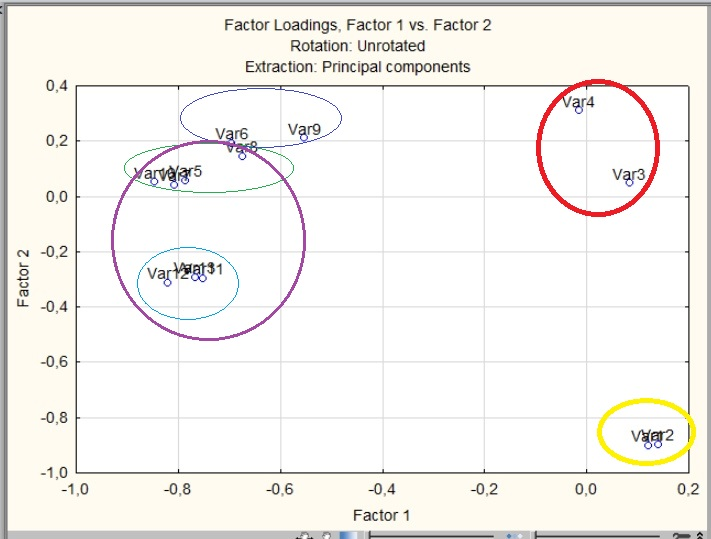 Factor Loadings, Factor 1 vs. Factor 2
Rotation: Unrotated
Extraction: Principal components
0,4
0,2
0,0
-0,2
-0,4
-0,6
-0,8
-1,0
Factor 2
Var4
Var3
Var6
Var9
Var8
Var5
Var12
Var11
Var2
-1,0 -0,8 -0,6 -0,4 -0,2 0,0 0,2
Factor 1